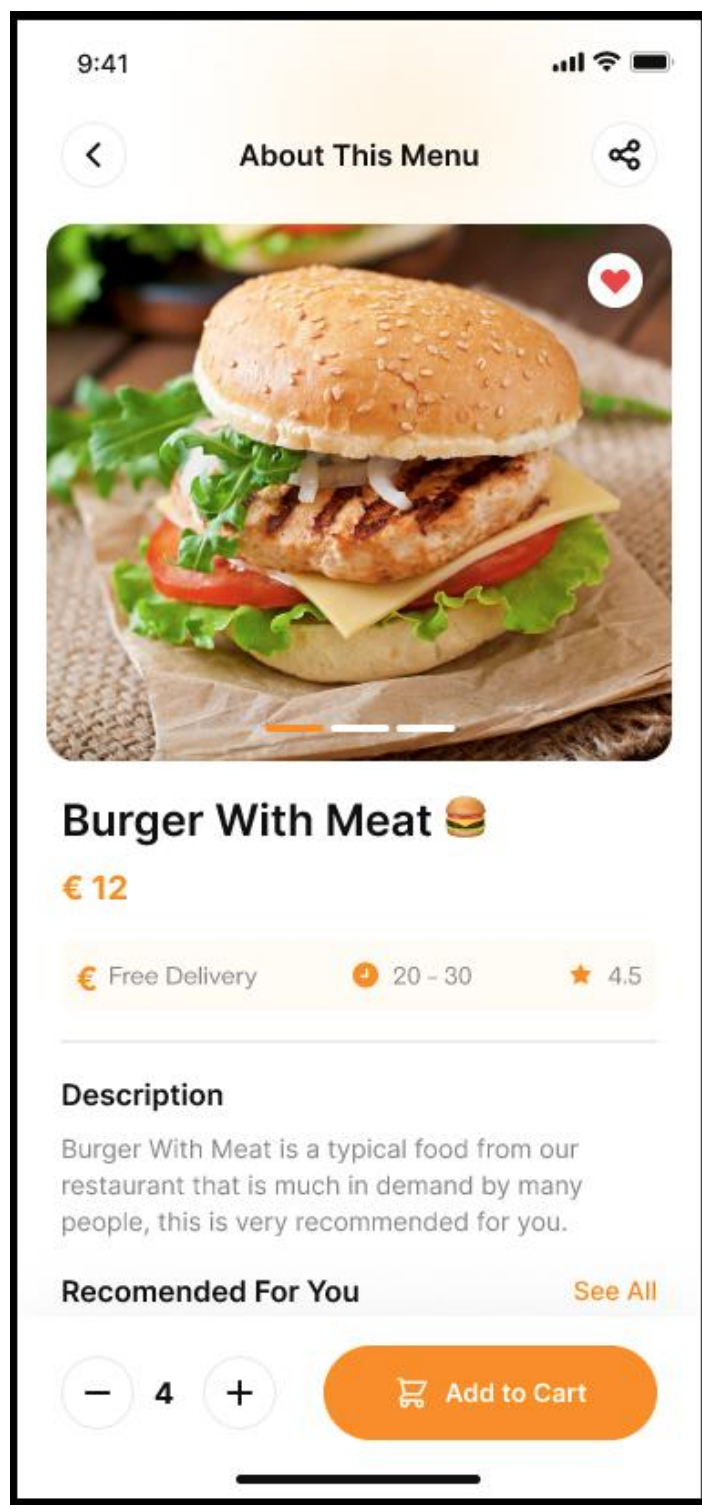 9:41
About This Menu
Burger With Meat 🍔
€ 12
€ Free Delivery 20 - 30 4.5
Description
Burger With Meat is a typical food from our
restaurant that is much in demand by many
people, this is very recommended for you.
Recomended For You See All
4 Add to Cart